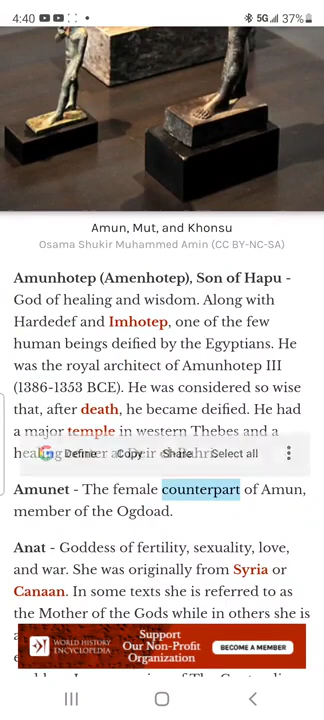 4:40 5G 37%
Amun, Mut, and Khonsu
Osama Shukir Muhammed Amin (CC BY-NC-SA)
Amunhotep (Amenhotep), Son of Hapu -
God of healing and wisdom. Along with
Hardedef and Imhotep, one of the few
human beings deified by the Egyptians. He
was the royal architect of Amunhotep III
(1386-1353 BCE). He was considered so wise
that, after death, he became deified. He had
a major temple in western Thebes and a
Define Copy Share Select all
healing center at Deir el-Bahri.
Amunet - The female counterpart of Amun,
member of the Ogdoad.
Anat - Goddess of fertility, sexuality, love,
and war. She was originally from Syria or
Canaan. In some texts she is referred to as
the Mother of the Gods while in others she is
WORLD HISTORY
ENCYCLOPEDIA
Support
Our Non-Profit
Organization
BECOME A MEMBER